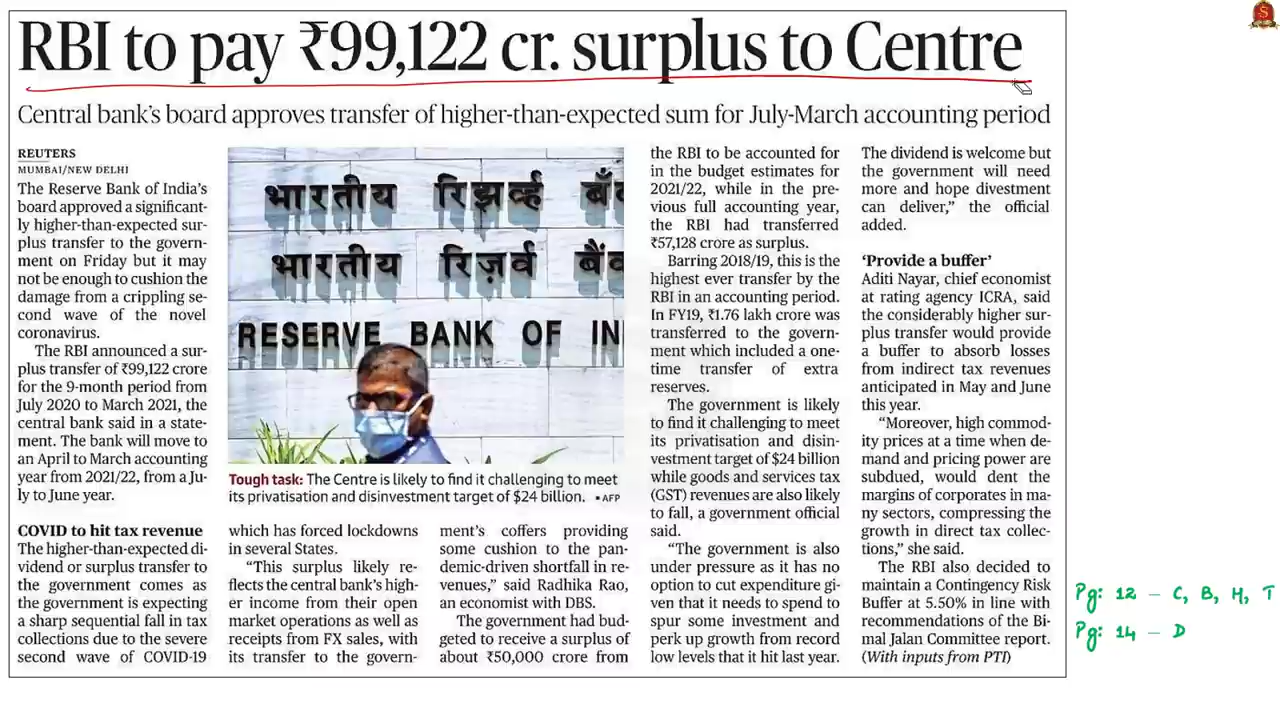 RBI to pay ₹99,122 cr. surplus to Centre
Central bank's board approves transfer of higher-than-expected sum for July-March accounting period
REUTERS
MUMBAI/NEW DELHI
The Reserve Bank of India's
board approved a significant-
ly higher-than-expected sur-
plus transfer to the govern-
ment on Friday but it may
not be enough to cushion the
damage from a crippling se-
cond wave of the novel
coronavirus.
The RBI announced a sur-
plus transfer of ₹99,122 crore
for the 9-month period from
July 2020 to March 2021, the
central bank said in a state-
ment. The bank will move to
an April to March accounting
year from 2021/22, from a Ju-
ly to June year.
COVID to hit tax revenue
The higher-than-expected di-
vidend or surplus transfer to
the government comes as
the government is expecting
a sharp sequential fall in tax
collections due to the severe
second wave of COVID-19
भारतीय रिझर्व्ह बँक
भारतीय रिज़र्व बैंक
RESERVE BANK OF IN
Tough task: The Centre is likely to find it challenging to meet
its privatisation and disinvestment target of $24 billion. ▪ AFP
which has forced lockdowns
in several States.
"This surplus likely re-
flects the central bank's high-
er income from their open
market operations as well as
receipts from FX sales, with
its transfer to the govern-
ment's coffers providing
some cushion to the pan-
demic-driven shortfall in re-
venues," said Radhika Rao,
an economist with DBS.
The government had bud-
geted to receive a surplus of
about ₹50,000 crore from
the RBI to be accounted for
in the budget estimates for
2021/22, while in the pre-
vious full accounting year,
the RBI had transferred
₹57,128 crore as surplus.
Barring 2018/19, this is the
highest ever transfer by the
RBI in an accounting period.
In FY19, ₹1.76 lakh crore was
transferred to the govern-
ment which included a one-
time transfer of extra
reserves.
The government is likely
to find it challenging to meet
its privatisation and disin-
vestment target of $24 billion
while goods and services tax
(GST) revenues are also likely
to fall, a government official
said.
"The government is also
under pressure as it has no
option to cut expenditure gi-
ven that it needs to spend to
spur some investment and
perk up growth from record
low levels that it hit last year.
The dividend is welcome but
the government will need
more and hope divestment
can deliver," the official
added.
'Provide a buffer'
Aditi Nayar, chief economist
at rating agency ICRA, said
the considerably higher sur-
plus transfer would provide
a buffer to absorb losses
from indirect tax revenues
anticipated in May and June
this year.
"Moreover, high commod-
ity prices at a time when de-
mand and pricing power are
subdued, would dent the
margins of corporates in ma-
ny sectors, compressing the
growth in direct tax collec-
tions," she said.
The RBI also decided to
maintain a Contingency Risk
Buffer at 5.50% in line with
recommendations of the Bi-
mal Jalan Committee report.
(With inputs from PTI)
Pg: 12 – C, B, H, T
Pg: 14 – D
S